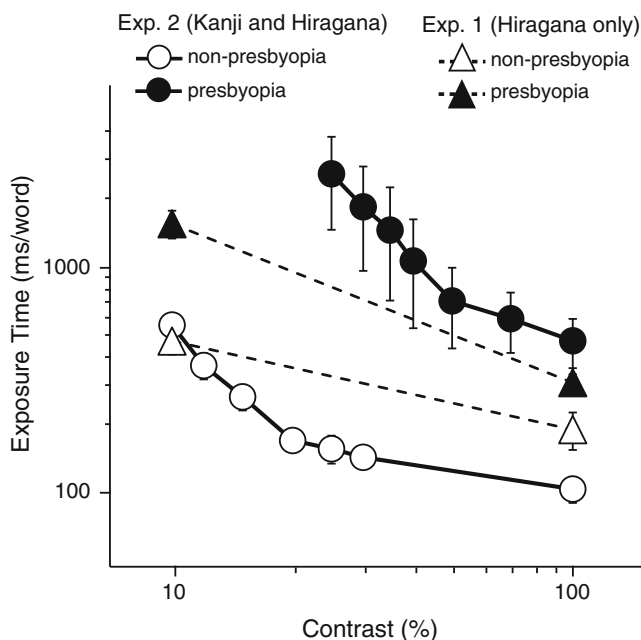 Exp. 2 (Kanji and Hiragana)
non-presbyopia
presbyopia
Exp. 1 (Hiragana only)
non-presbyopia
presbyopia
Exposure Time (ms/word)
1000
100
10
100
Contrast (%)